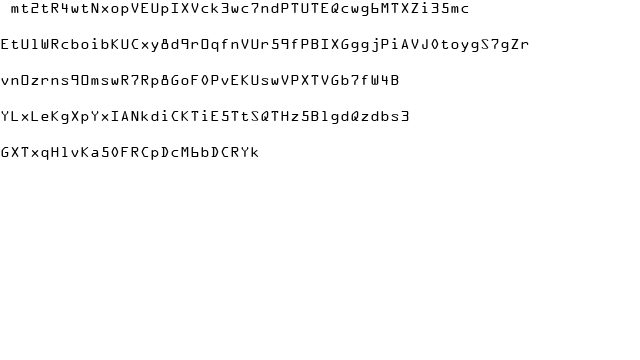 mt2tR4wtNxopVEUpIXVck3wc7ndPTUTEQcwg6MTXZi35mc
EtU1WRcboibKUCxy8d9rOqfnVUr59fPBIXGggjPiAVJ0toygS7gZr
vnOzrns9OmswR7Rp8GoF0PvEKUswVPXTVGb7fW4B
YLxLeKgXpYxIANkdiCKTiE5TtSQTHz5B1gdQzdbs3
GXTxqH1vKa50FRCpDcM6bDCRYk